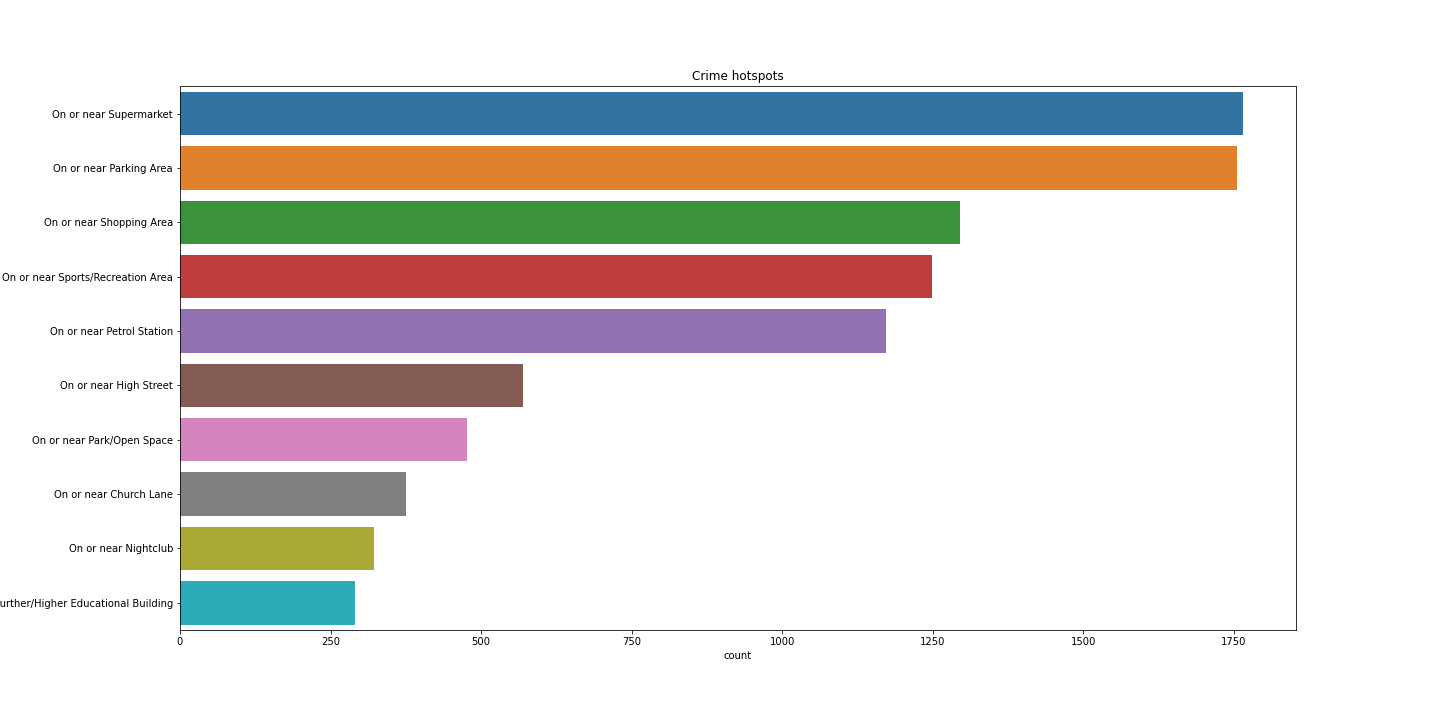 Crime hotspots
On or near Supermarket
On or near Parking Area
On or near Shopping Area
On or near Sports/Recreation Area
On or near Petrol Station
On or near High Street
On or near Park/Open Space
On or near Church Lane
On or near Nightclub
urther/Higher Educational Building
0 250 500 750 1000 1250 1500 1750
count